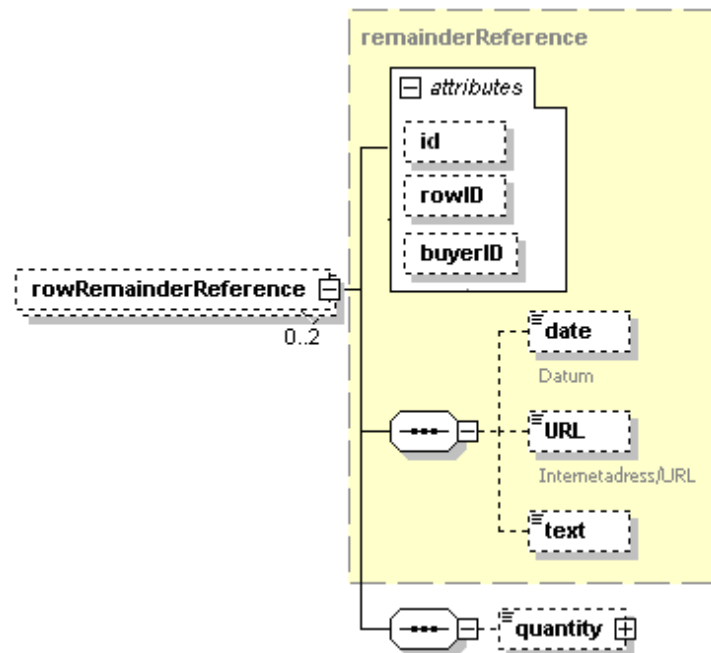 remainderReference
attributes
id
rowID
buyerID
rowRemainderReference
0..2
date
Datum
URL
Internetadress/URL
text
quantity